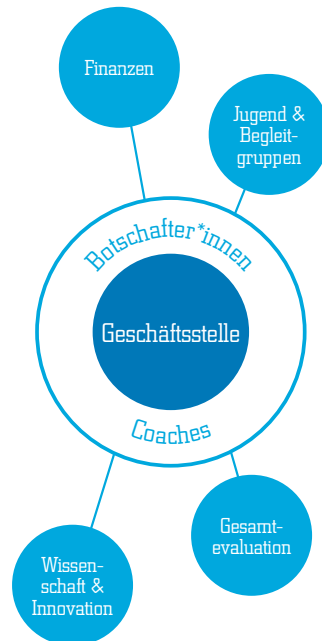 Finanzen
Jugend &
Begleit-
gruppen
Botschafter*innen
Geschäftsstelle
Coaches
Gesamt-
evaluation
Wissen-
schaft &
Innovation